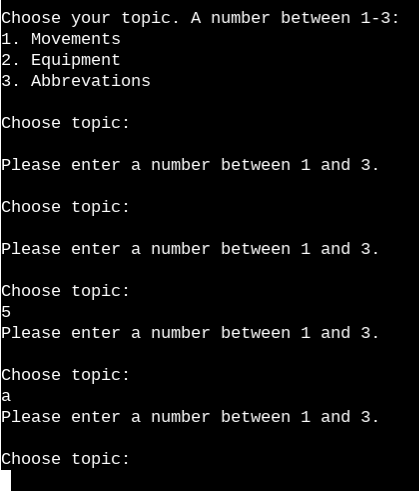 Choose your topic. A number between 1-3:
1. Movements
2. Equipment
3. Abbrevations
Choose topic:
Please enter a number between 1 and 3.
Choose topic:
Please enter a number between 1 and 3.
Choose topic:
5
Please enter a number between 1 and 3.
Choose topic:
a
Please enter a number between 1 and 3.
Choose topic: